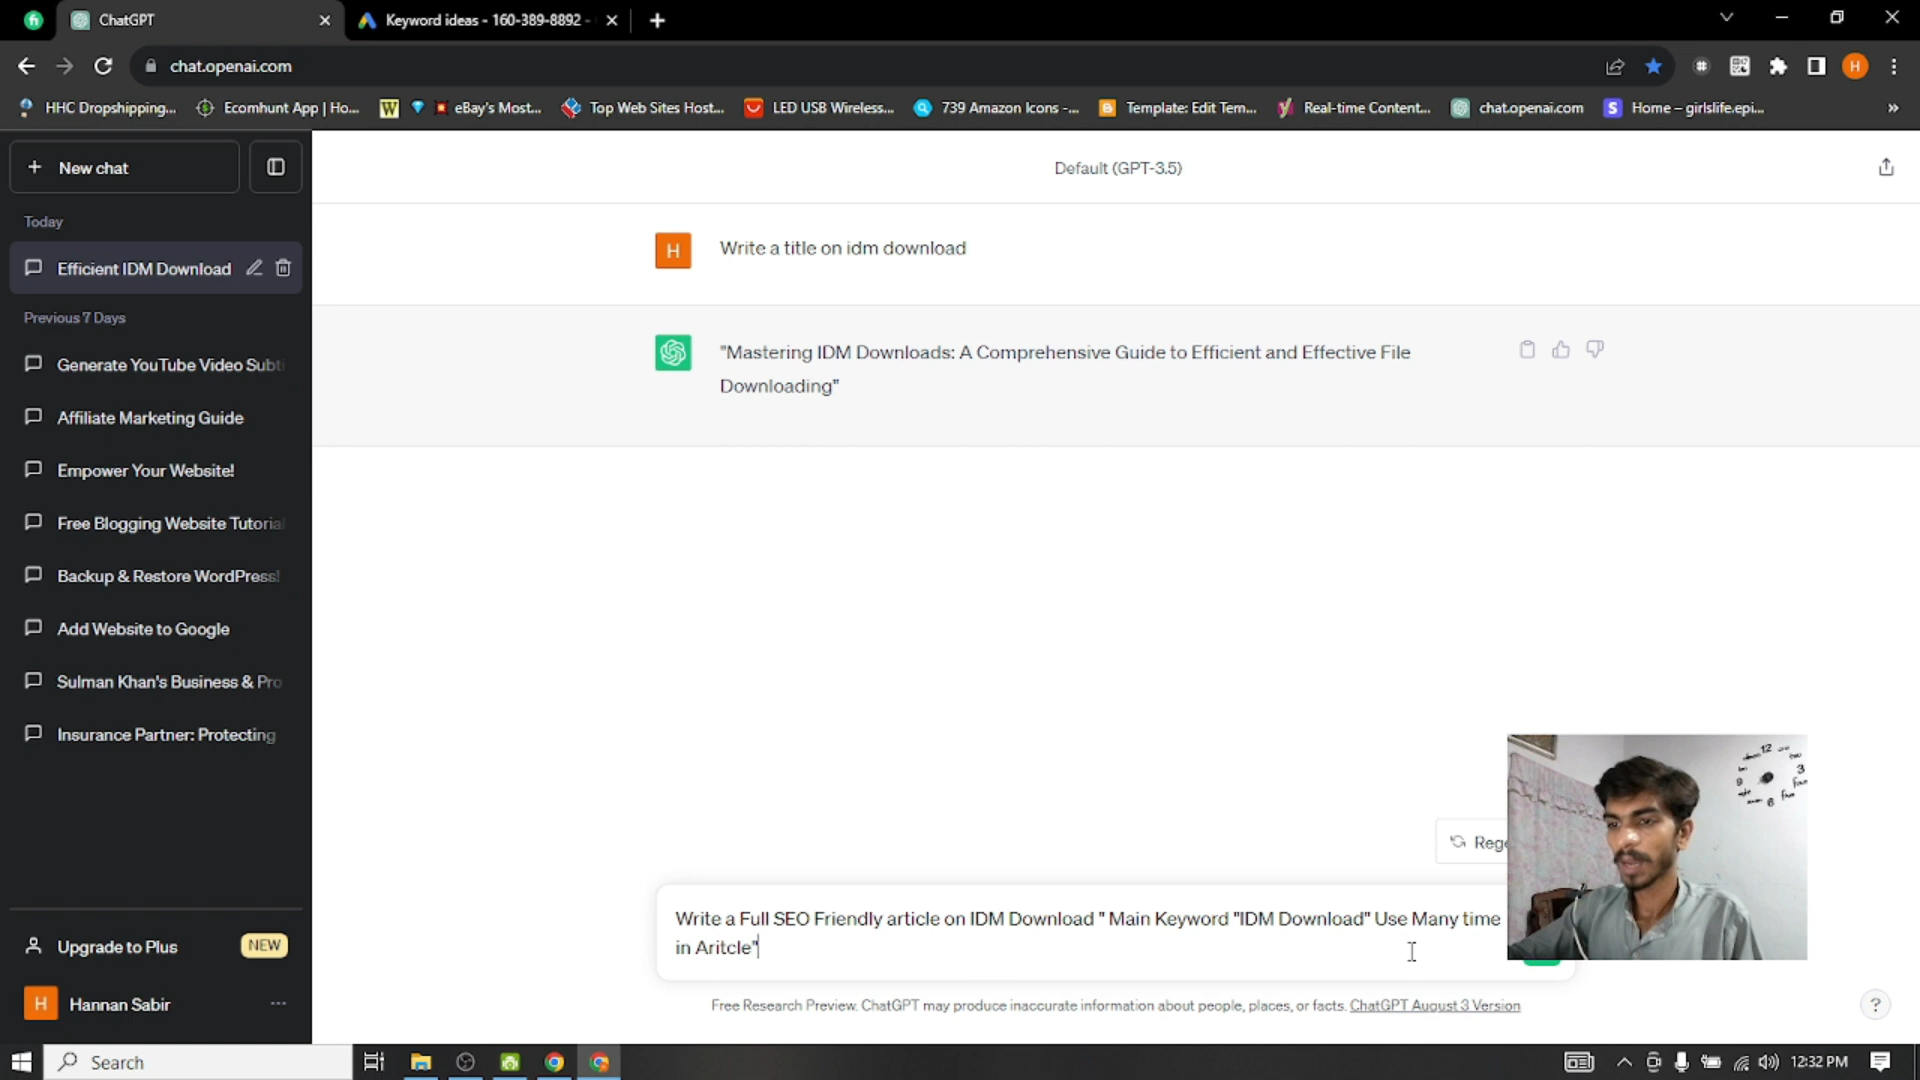 ChatGPT
Keyword ideas - 160-389-8892 -
chat.openai.com
HHC Dropshipping...
Ecomhunt App | Ho...
eBay's Most...
Top Web Sites Host...
LED USB Wireless...
739 Amazon Icons -...
Template: Edit Tem...
Real-time Content...
chat.openai.com
Home – girlslife.epi...
New chat
Default (GPT-3.5)
Today
Efficient IDM Download
Previous 7 Days
Generate YouTube Video Subti
Affiliate Marketing Guide
Empower Your Website!
Free Blogging Website Tutorial
Backup & Restore WordPress!
Add Website to Google
Sulman Khan's Business & Pro
Insurance Partner: Protecting
Upgrade to Plus NEW
H Hannan Sabir
H Write a title on idm download
"Mastering IDM Downloads: A Comprehensive Guide to Efficient and Effective File
Downloading"
Rege
Write a Full SEO Friendly article on IDM Download " Main Keyword "IDM Download" Use Many time
in Aritcle"
Free Research Preview. ChatGPT may produce inaccurate information about people, places, or facts. ChatGPT August 3 Version
Search
12:32 PM